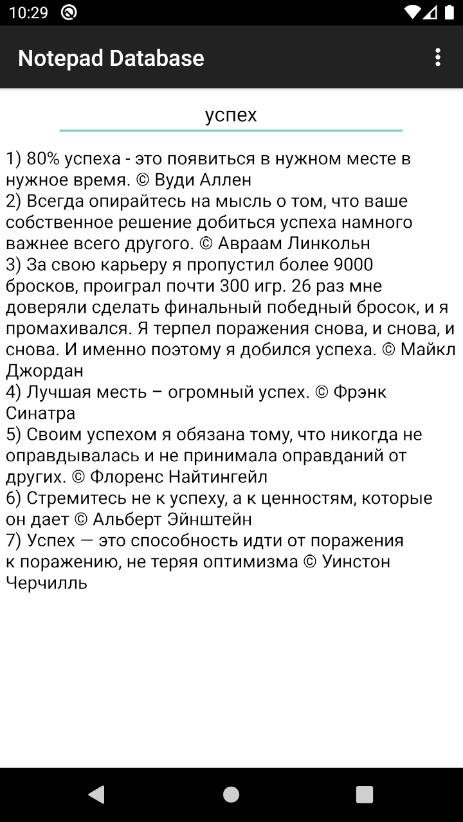 10:29
Notepad Database
успех
1) 80% успеха - это появиться в нужном месте в
нужное время. © Вуди Аллен
2) Всегда опирайтесь на мысль о том, что ваше
собственное решение добиться успеха намного
важнее всего другого. © Авраам Линкольн
3) За свою карьеру я пропустил более 9000
бросков, проиграл почти 300 игр. 26 раз мне
доверяли сделать финальный победный бросок, и я
промахивался. Я терпел поражения снова, и снова, и
снова. И именно поэтому я добился успеха. © Майкл
Джордан
4) Лучшая месть – огромный успех. © Фрэнк
Синатра
5) Своим успехом я обязана тому, что никогда не
оправдывалась и не принимала оправданий от
других. © Флоренс Найтингейл
6) Стремитесь не к успеху, а к ценностям, которые
он дает © Альберт Эйнштейн
7) Успех — это способность идти от поражения
к поражению, не теряя оптимизма © Уинстон
Черчилль